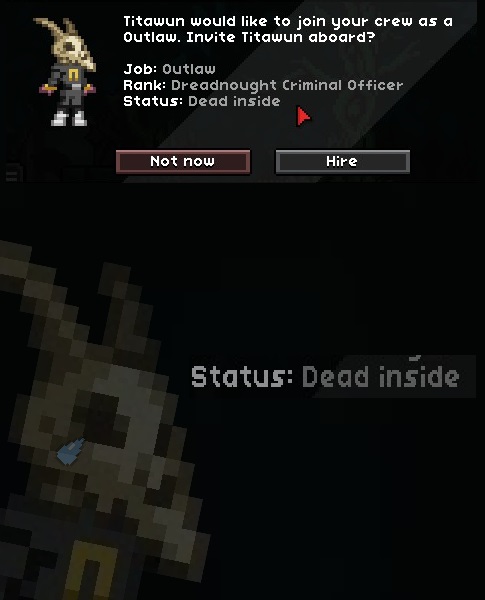 Titawun would like to join your crew as a
Outlaw. Invite Titawun aboard?
Job: Outlaw
Rank: Dreadnought Criminal Officer
Status: Dead inside
Not now
Hire
Status: Dead inside